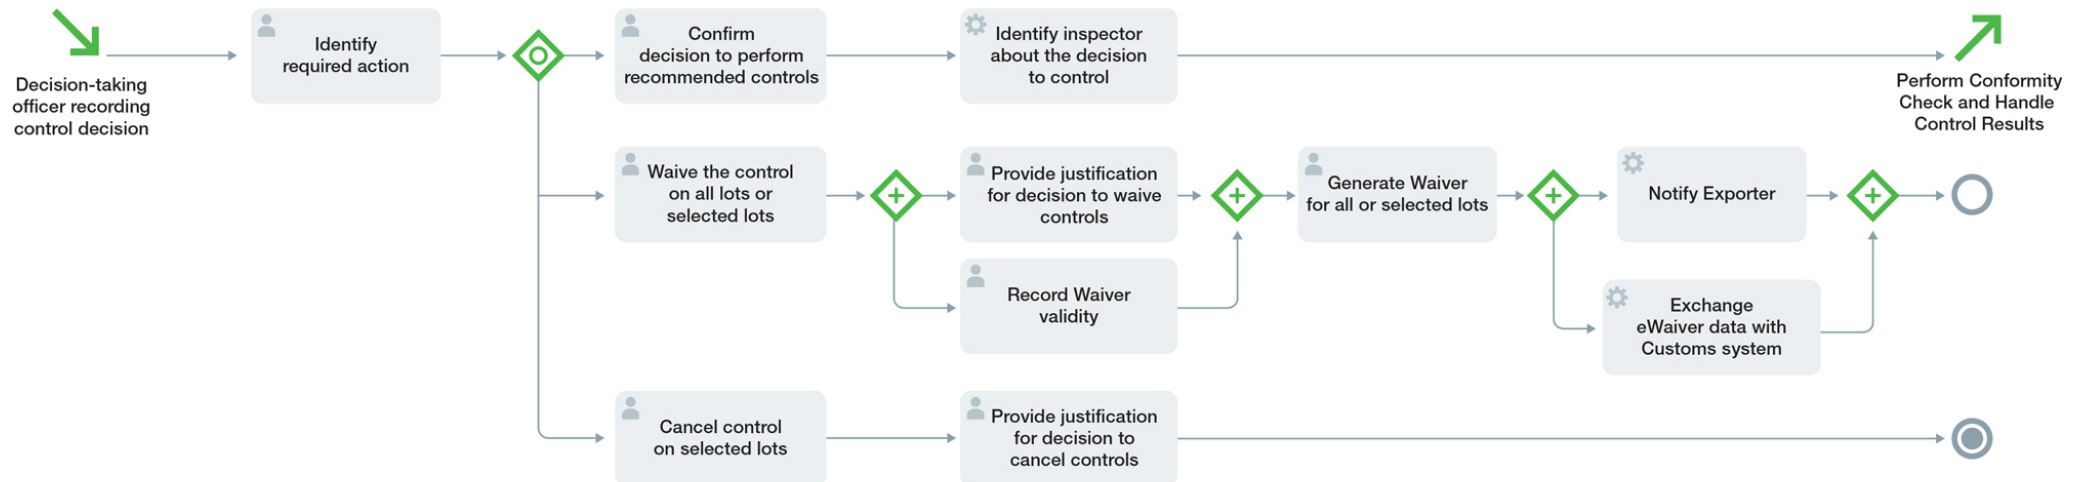 Decision-taking
officer recording
control decision
Identify
required action
Confirm
decision to perform
recommended controls
Identify inspector
about the decision
to control
Perform Conformity
Check and Handle
Control Results
Waive the control
on all lots or
selected lots
Provide justification
for decision to waive
controls
Generate Waiver
for all or selected lots
Notify Exporter
Record Waiver
validity
Exchange
eWaiver data with
Customs system
Cancel control
on selected lots
Provide justification
for decision to
cancel controls